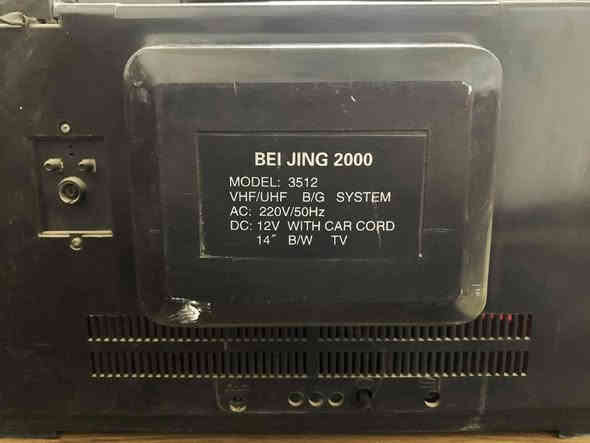 BEI JING 2000
MODEL: 3512
VHF/UHF B/G SYSTEM
AC: 220V/50Hz
DC: 12V WITH CAR CORD
14" B/W TV